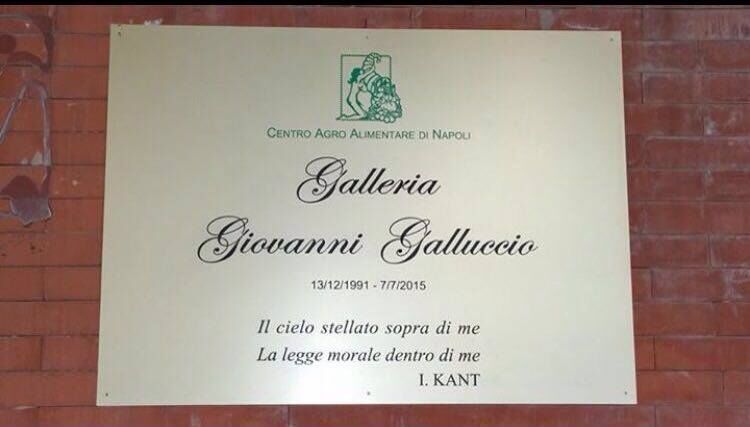 CENTRO AGRO ALIMENTARE DI NAPOLI
Galleria
Giovanni Galluccio
13/12/1991 - 7/7/2015
Il cielo stellato sopra di me
La legge morale dentro di me
I. KANT